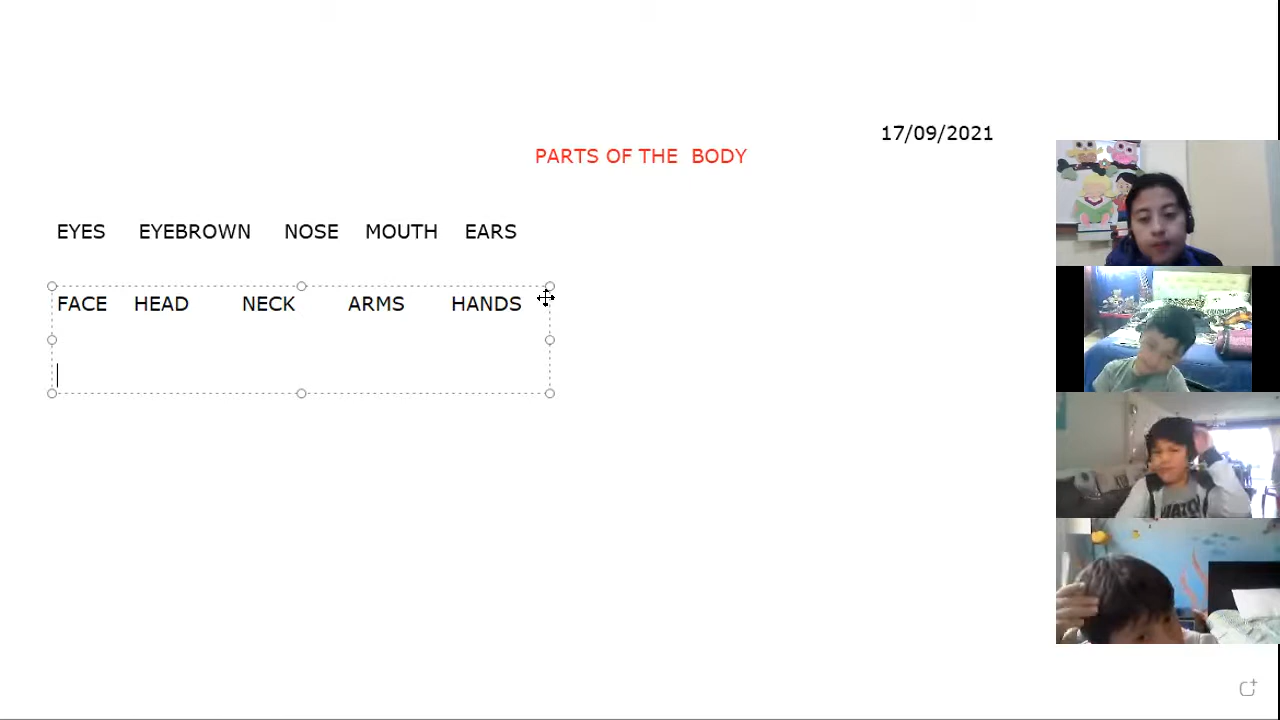 17/09/2021
PARTS OF THE BODY
EYES EYEBROWN NOSE MOUTH EARS
FACE HEAD NECK ARMS HANDS